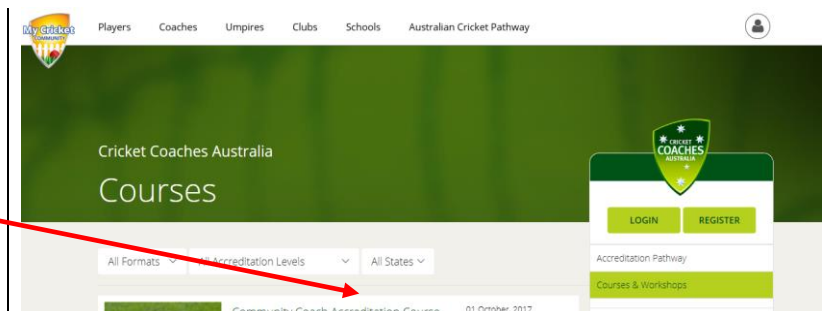 My Cricket
COMMUNITY
Players Coaches Umpires Clubs Schools Australian Cricket Pathway
CRICKET
COACHES
AUSTRALIA
Cricket Coaches Australia
Courses
LOGIN REGISTER
All Formats All Accreditation Levels All States
Accreditation Pathway
Courses & Workshops
Community Coach Accreditation Course 01 October, 2017